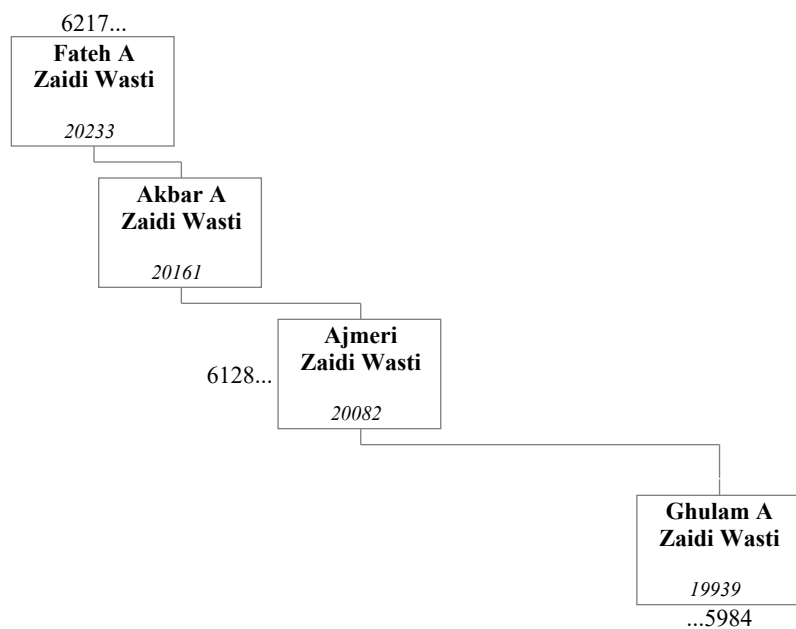 6217...
Fateh A
Zaidi Wasti
20233
Akbar A
Zaidi Wasti
20161
Ajmeri
Zaidi Wasti
6128...
20082
Ghulam A
Zaidi Wasti
19939
...5984